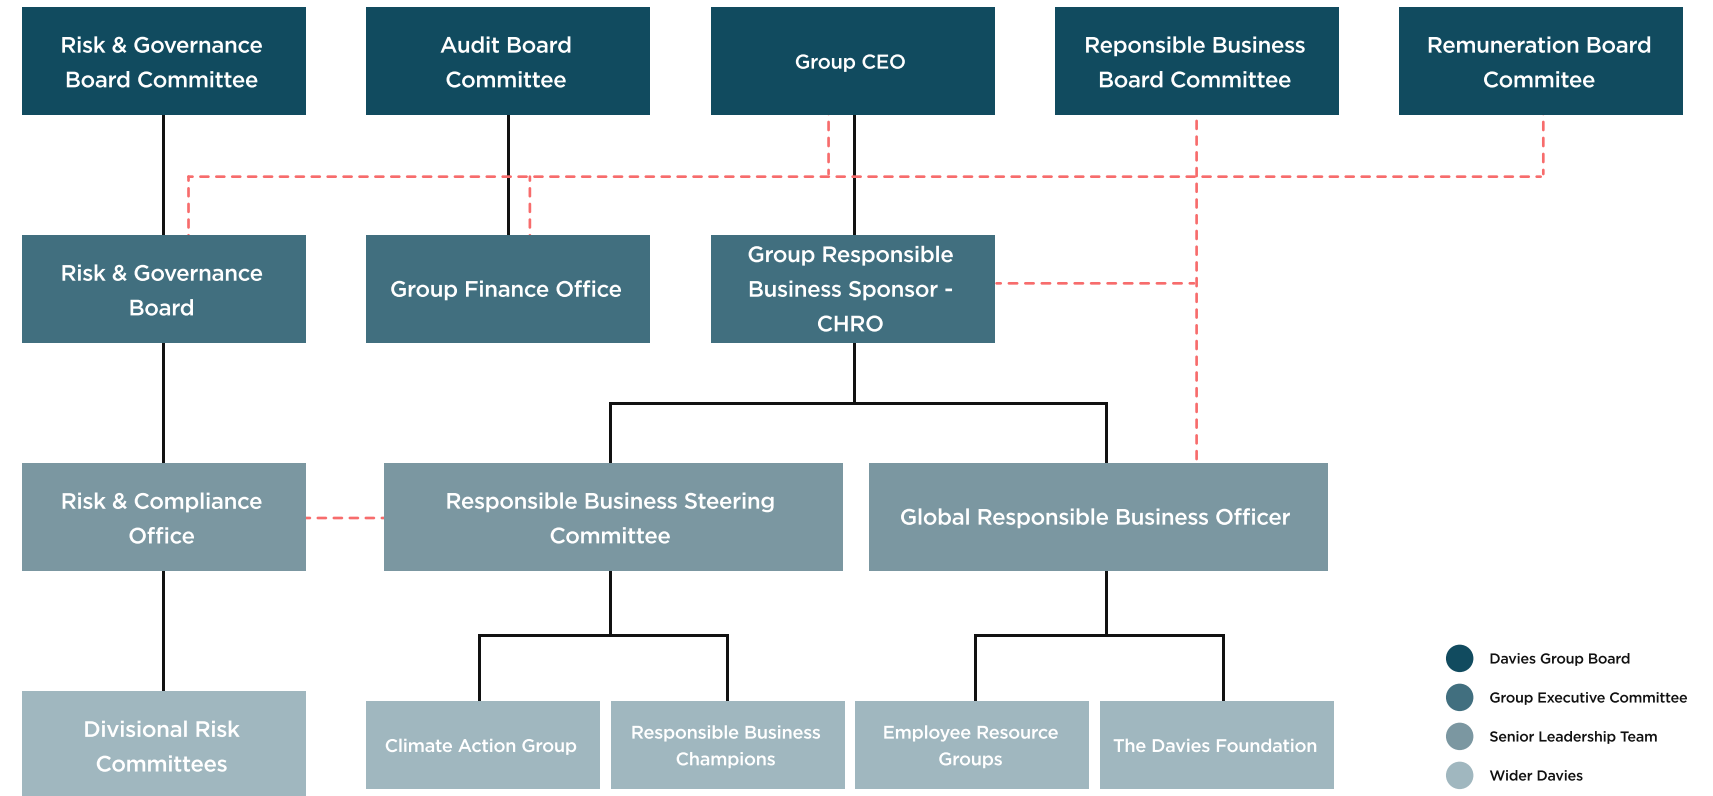 Risk & Governance
Board Committee
Audit Board
Committee
Group CEO
Reponsible Business
Board Committee
Remuneration Board
Commitee
Risk & Governance
Board
Group Finance Office
Group Responsible
Business Sponsor -
CHRO
Risk & Compliance
Office
Responsible Business Steering
Committee
Global Responsible Business Officer
Divisional Risk
Committees
Climate Action Group
Responsible Business
Champions
Employee Resource
Groups
The Davies Foundation
Davies Group Board
Group Executive Committee
Senior Leadership Team
Wider Davies